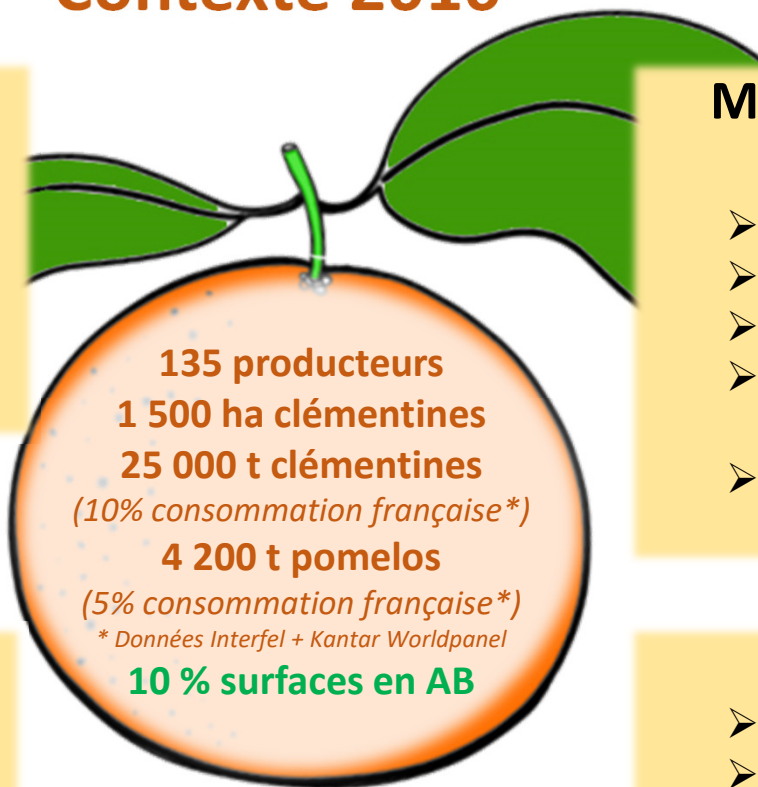 Contexte 2016
M
135 producteurs
1 500 ha clémentines
25 000 t clémentines
(10% consommation française*)
4 200 t pomelos
(5% consommation française*)
* Données Interfel + Kantar Worldpanel
10 % surfaces en AB